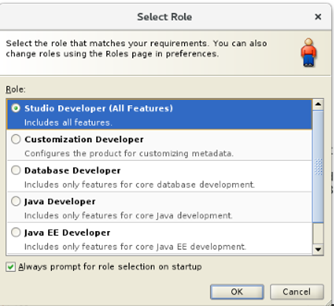 Select Role
Select the role that matches your requirements. You can also
change roles using the Roles page in preferences.
Role:
Studio Developer (All Features)
Includes all features.
Customization Developer
Configures the product for customizing metadata.
Database Developer
Includes only features for core database development.
Java Developer
Includes only features for core Java development.
Java EE Developer
Includes only features for core Java EE development.
Always prompt for role selection on startup
OK
Cancel